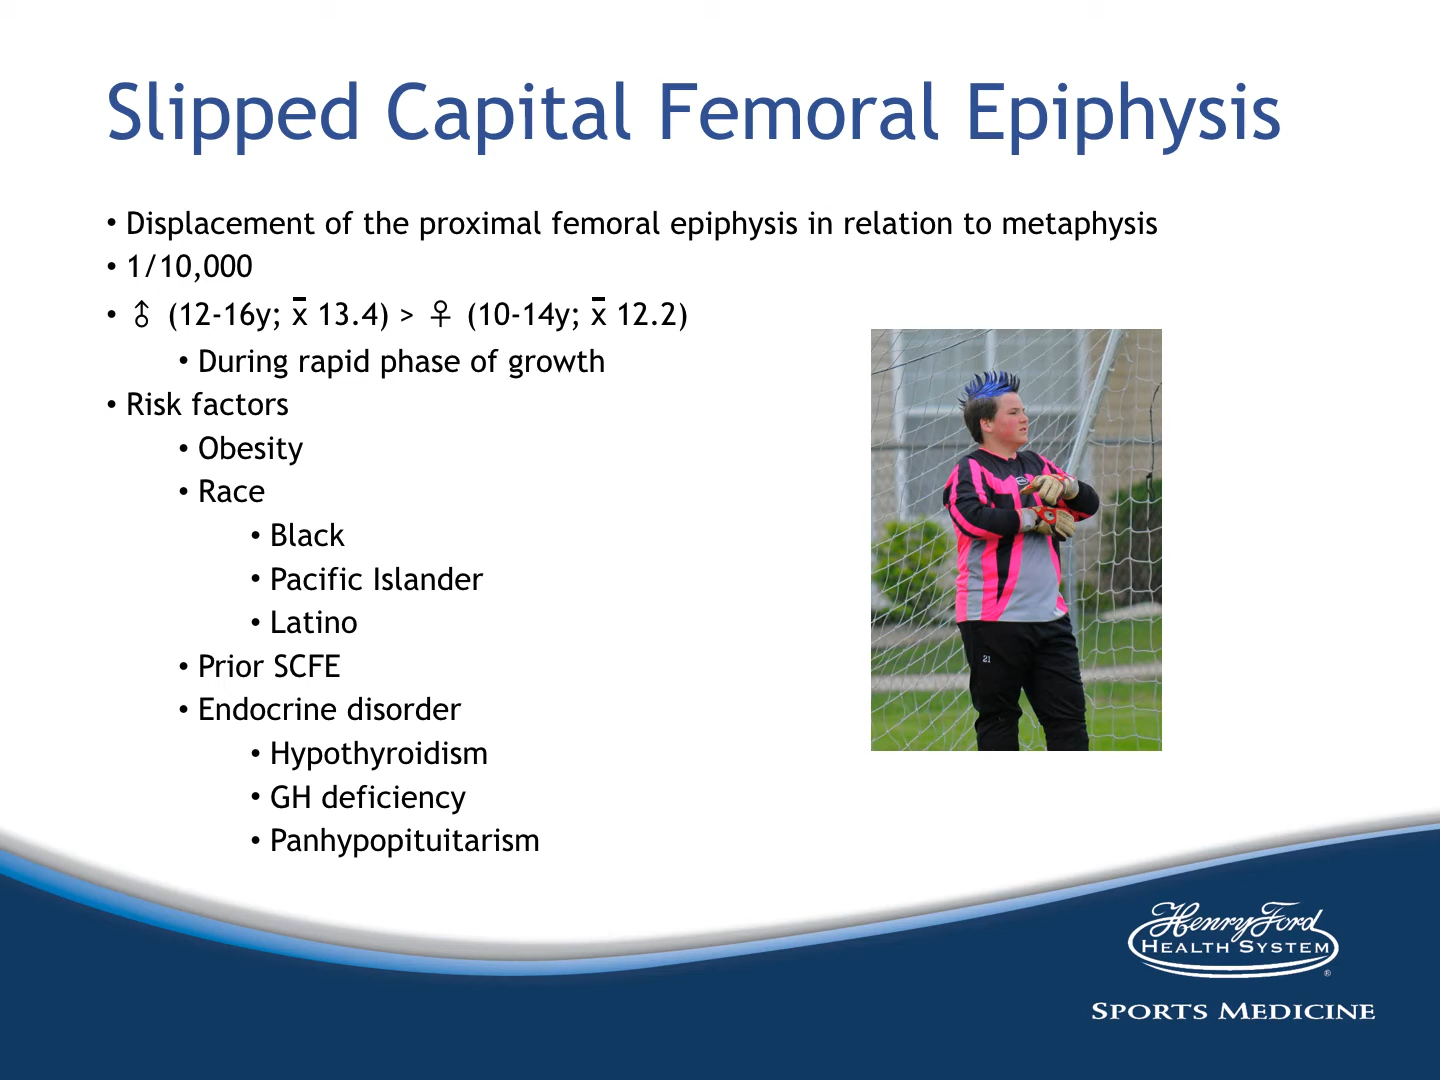 Slipped Capital Femoral Epiphysis
• Displacement of the proximal femoral epiphysis in relation to metaphysis
• 1/10,000
• ♂ (12-16y; x̄ 13.4) > ♀ (10-14y; x̄ 12.2)
• During rapid phase of growth
• Risk factors
• Obesity
• Race
• Black
• Pacific Islander
• Latino
• Prior SCFE
• Endocrine disorder
• Hypothyroidism
• GH deficiency
• Panhypopituitarism
21
Henry Ford
HEALTH SYSTEM
®
SPORTS MEDICINE